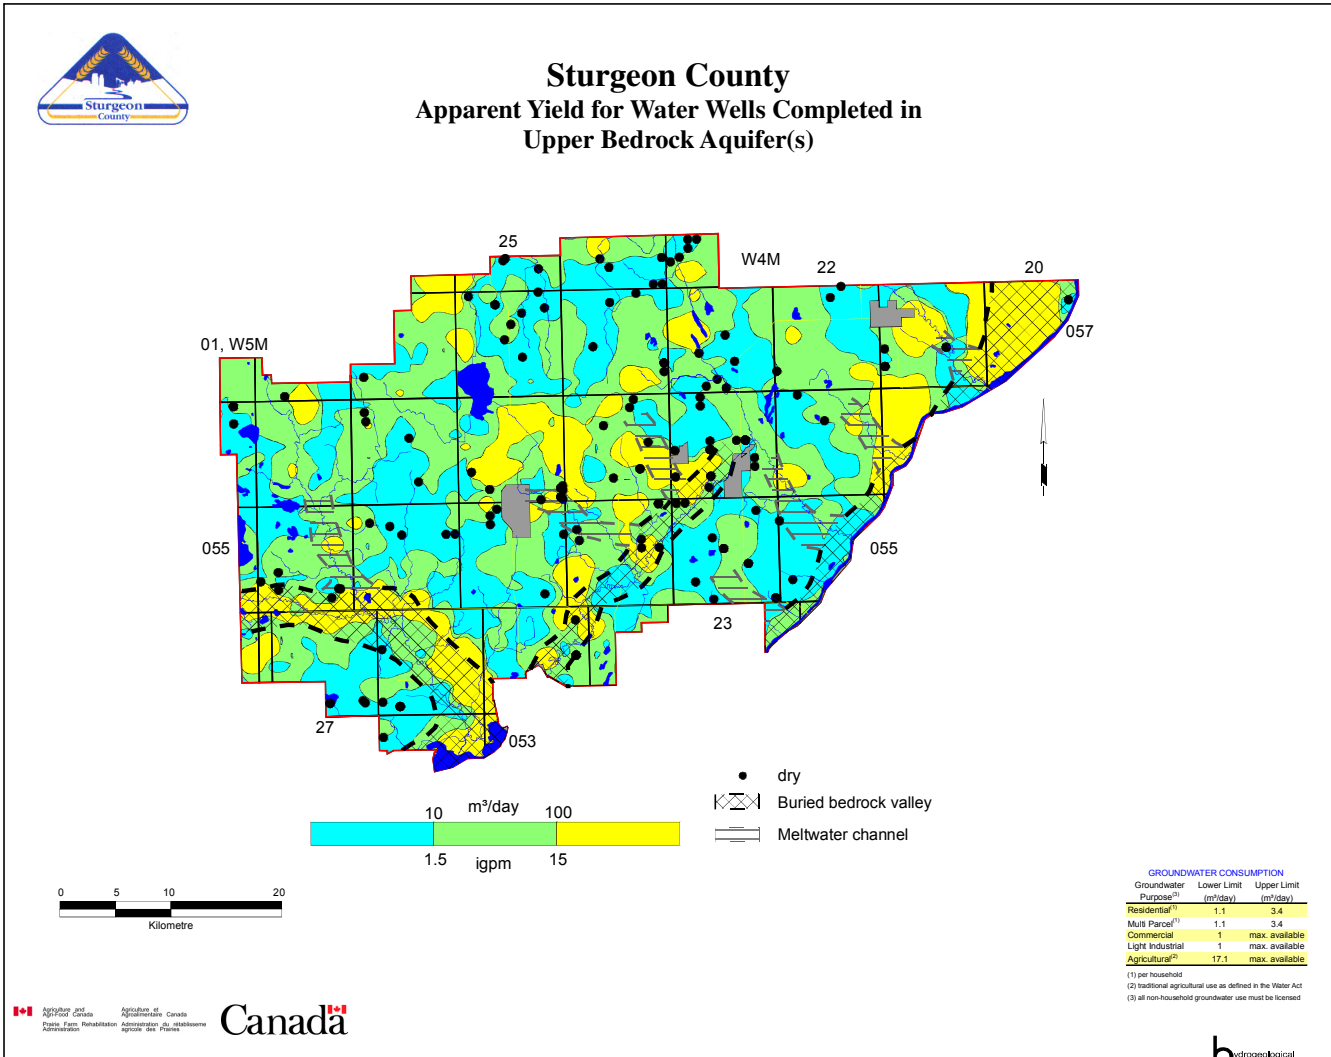 Sturgeon County
Apparent Yield for Water Wells Completed in
Upper Bedrock Aquifer(s)
Sturgeon
County
25
W4M
22
20
057
01, W5M
055
055
23
27
053
dry
Buried bedrock valley
Meltwater channel
10 m³/day 100
1.5 igpm 15
0 5 10 20
Kilometre
GROUNDWATER CONSUMPTION
Groundwater Lower Limit Upper Limit
Purpose(3) (m³/day) (m³/day)
Residential(1) 1.1 3.4
Multi Parcel(1) 1.1 3.4
Commercial 1 max. available
Light Industrial 1 max. available
Agricultural(2) 17.1 max. available
(1) per household
(2) traditional agricultural use as defined in the Water Act
(3) all non-household groundwater use must be licensed
Agriculture and Agriculture et
Agri-Food Canada Agroalimentaire Canada
Prairie Farm Rehabilitation Administration du rétablisseme
Administration agricole des Prairies
Canada
hydrogeological